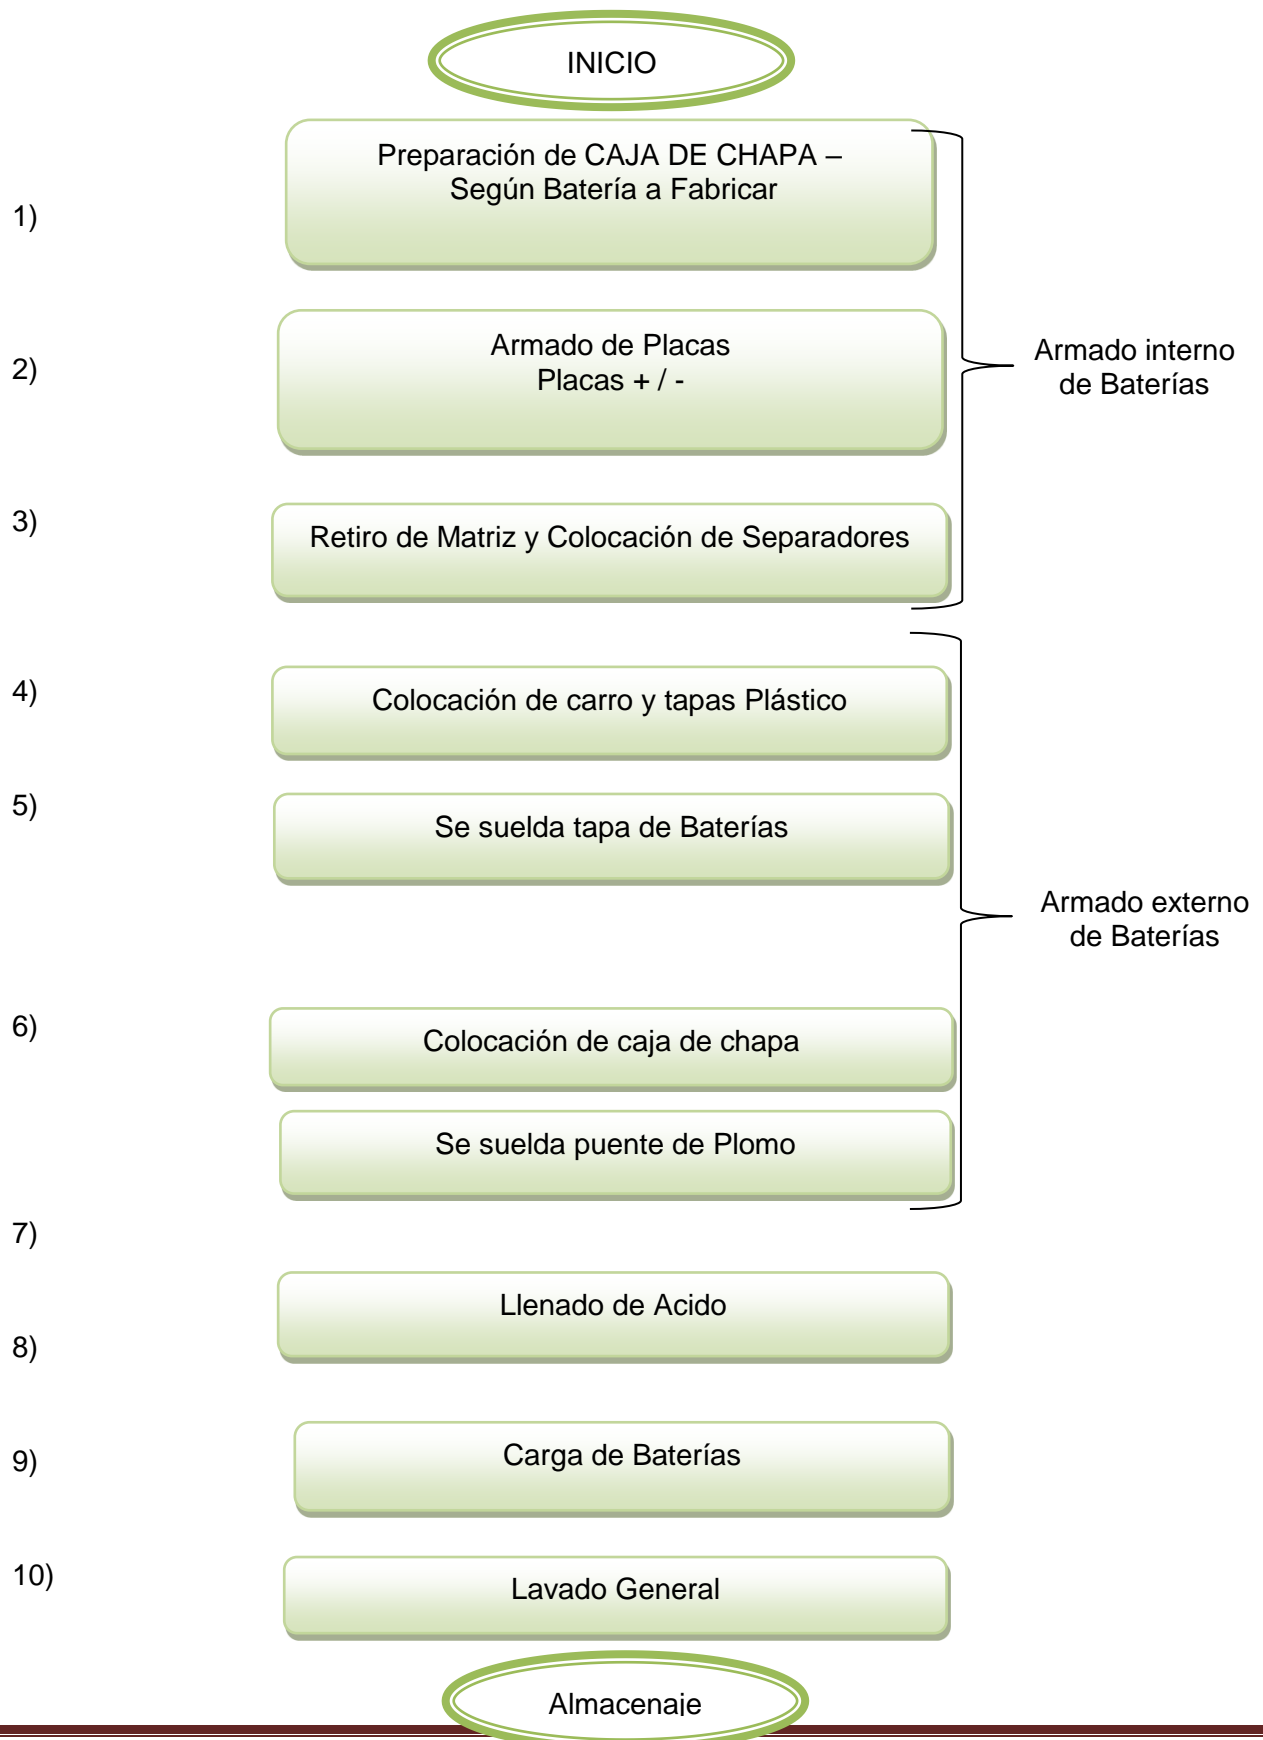 INICIO
Preparación de CAJA DE CHAPA –
Según Batería a Fabricar
1)
Armado de Placas
Placas + / -
2)
Armado interno
de Baterías
3)
Retiro de Matriz y Colocación de Separadores
4)
Colocación de carro y tapas Plástico
5)
Se suelda tapa de Baterías
Armado externo
de Baterías
6)
Colocación de caja de chapa
Se suelda puente de Plomo
7)
Llenado de Acido
8)
Carga de Baterías
9)
10)
Lavado General
Almacenaje